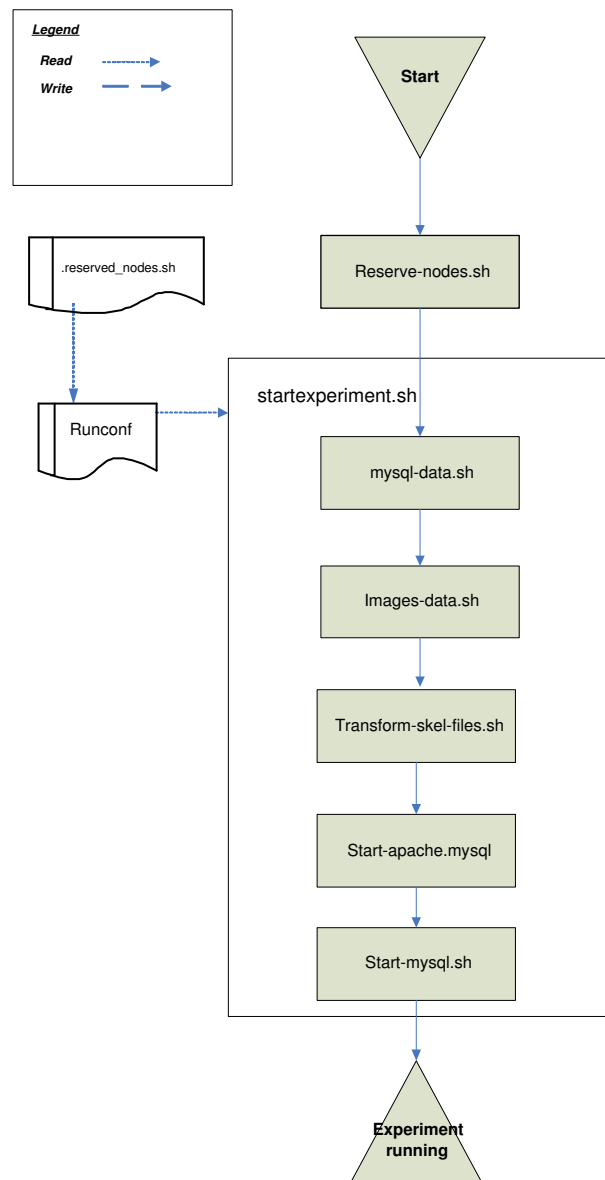 Legend
Read
Write
Start
.reserved_nodes.sh
Reserve-nodes.sh
Runconf
startexperiment.sh
mysql-data.sh
Images-data.sh
Transform-skel-files.sh
Start-apache.mysql
Start-mysql.sh
Experiment
running